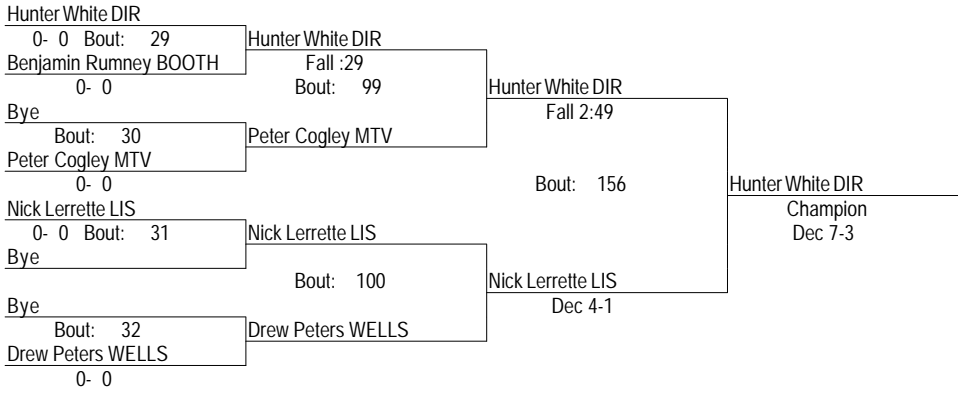 Hunter White DIR
0- 0 Bout: 29
Benjamin Rumney BOOTH
0- 0
Bye
Bout: 30
Peter Cogley MTV
0- 0
Nick Lerrette LIS
0- 0 Bout: 31
Bye
Bye
Bout: 32
Drew Peters WELLS
0- 0
Hunter White DIR
Fall :29
Bout: 99
Peter Cogley MTV
Nick Lerrette LIS
Bout: 100
Drew Peters WELLS
Hunter White DIR
Fall 2:49
Bout: 156
Nick Lerrette LIS
Dec 4-1
Hunter White DIR
Champion
Dec 7-3